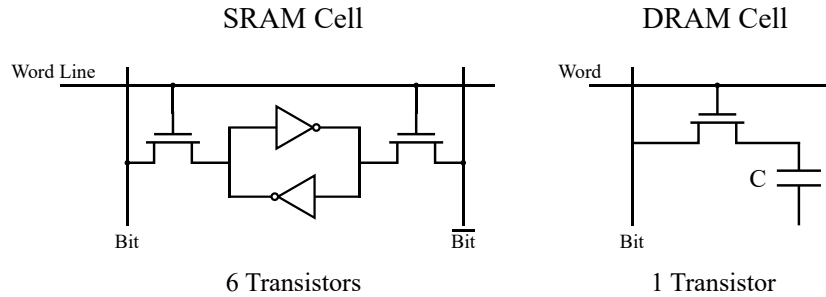 SRAM Cell
DRAM Cell
Word Line
Word
C
Bit
Bit
Bit
6 Transistors
1 Transistor